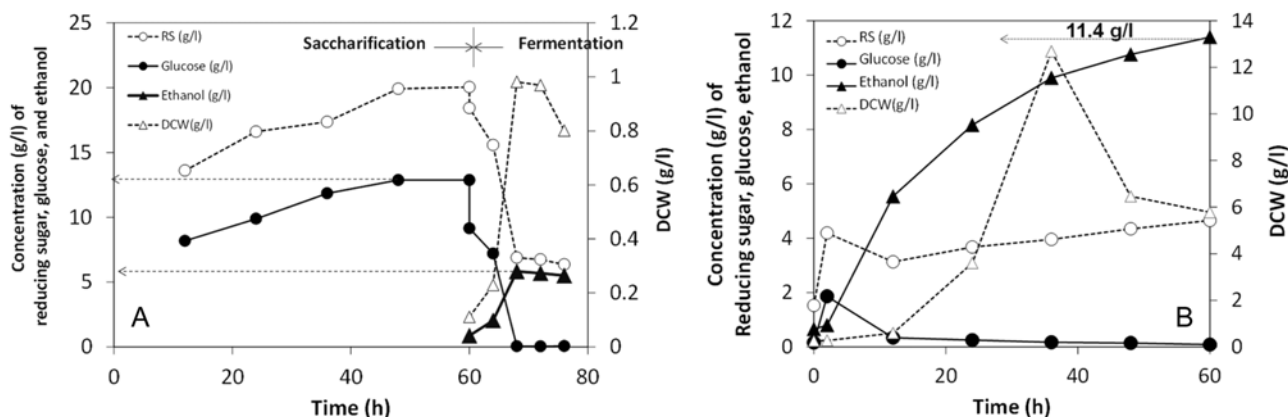 Concentration (g/l) of
reducing sugar, glucose, and ethanol
25
20
15
10
5
0
RS (g/l)
Glucose (g/l)
Ethanol (g/l)
DCW(g/l)
Saccharification
Fermentation
A
1.2
1
0.8
0.6
0.4
0.2
0
DCW (g/l)
0 20 40 60 80
Time (h)
Concentration (g/l) of
Reducing sugar, glucose, ethanol
12
10
8
6
4
2
0
RS (g/l)
Glucose (g/l)
Ethanol (g/l)
DCW(g/l)
11.4 g/l
B
14
12
10
8
6
4
2
0
DCW (g/l)
0 20 40 60
Time (h)